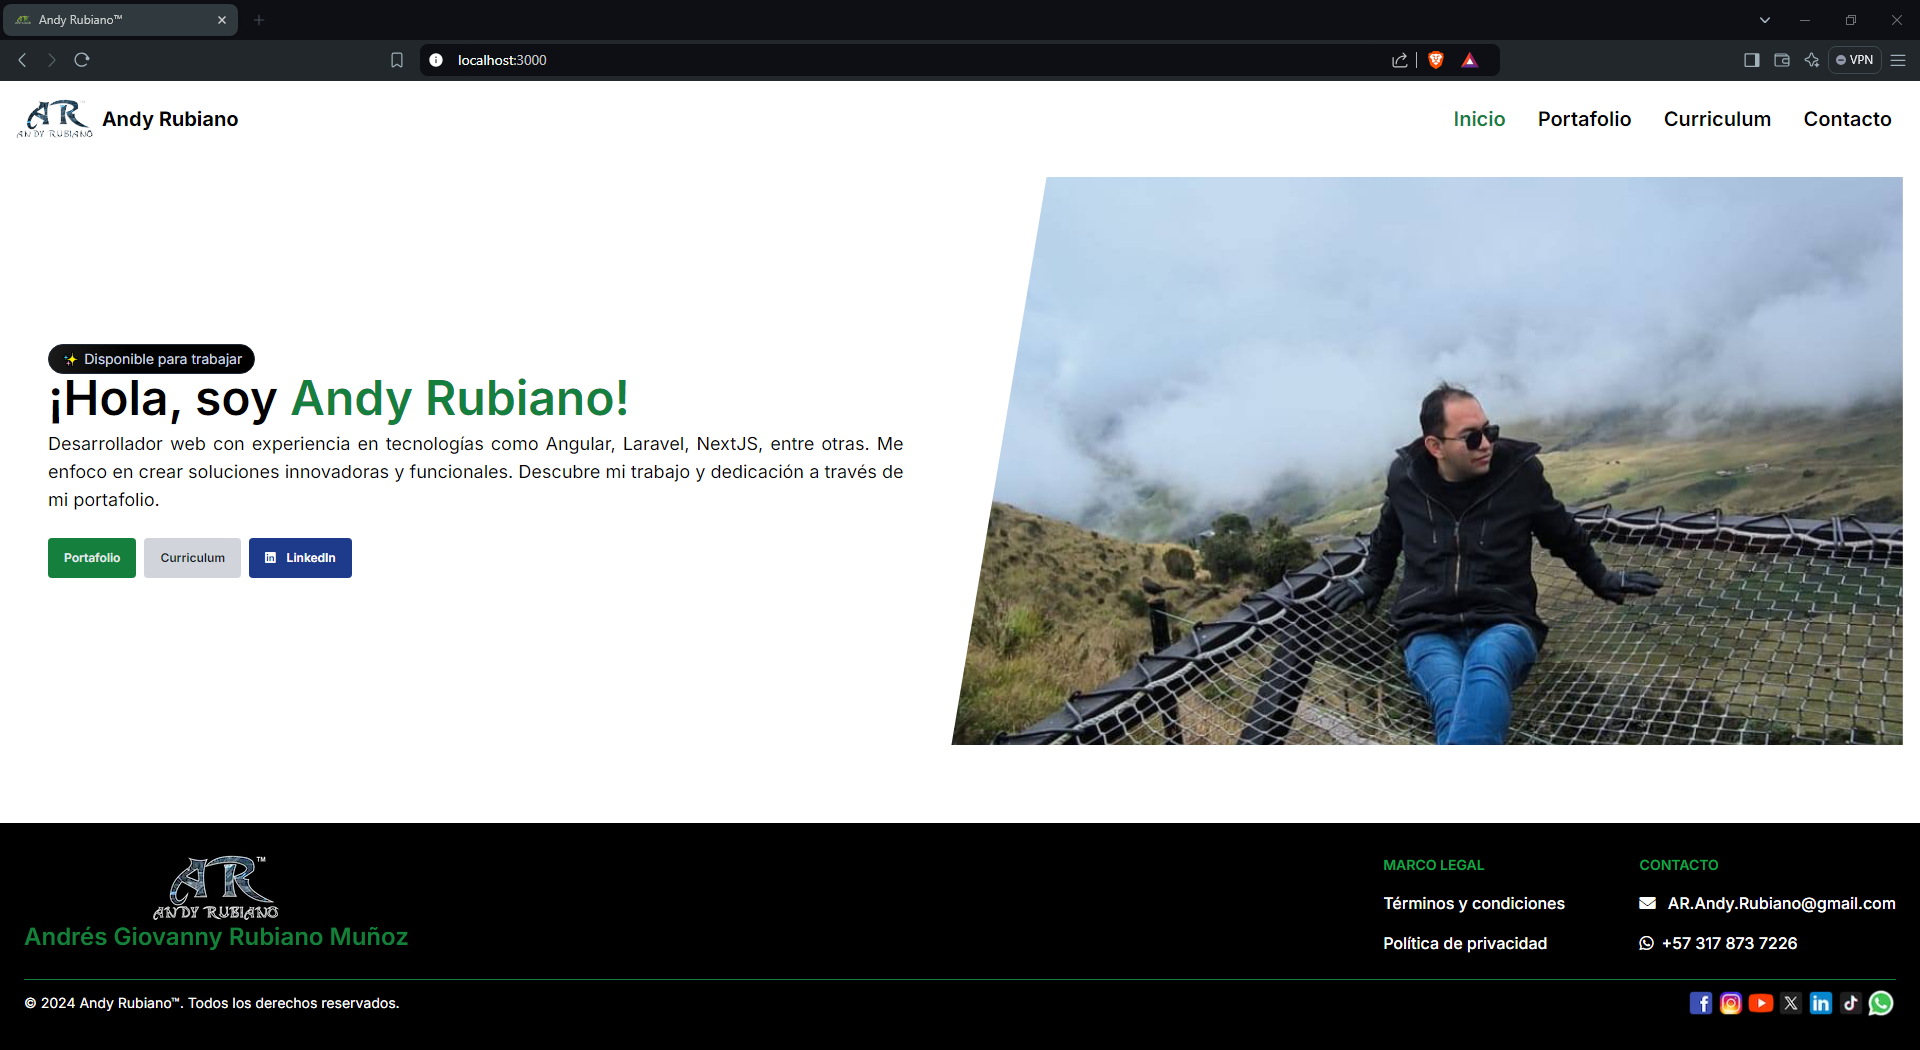 Andy Rubiano™
localhost:3000
VPN
AR
ANDY RUBIANO
Andy Rubiano
Inicio
Portafolio
Curriculum
Contacto
✨ Disponible para trabajar
¡Hola, soy Andy Rubiano!
Desarrollador web con experiencia en tecnologías como Angular, Laravel, NextJS, entre otras. Me
enfoco en crear soluciones innovadoras y funcionales. Descubre mi trabajo y dedicación a través de
mi portafolio.
Portafolio
Curriculum
LinkedIn
AR™
ANDY RUBIANO
Andrés Giovanny Rubiano Muñoz
MARCO LEGAL
Términos y condiciones
Política de privacidad
CONTACTO
AR.Andy.Rubiano@gmail.com
+57 317 873 7226
© 2024 Andy Rubiano™. Todos los derechos reservados.